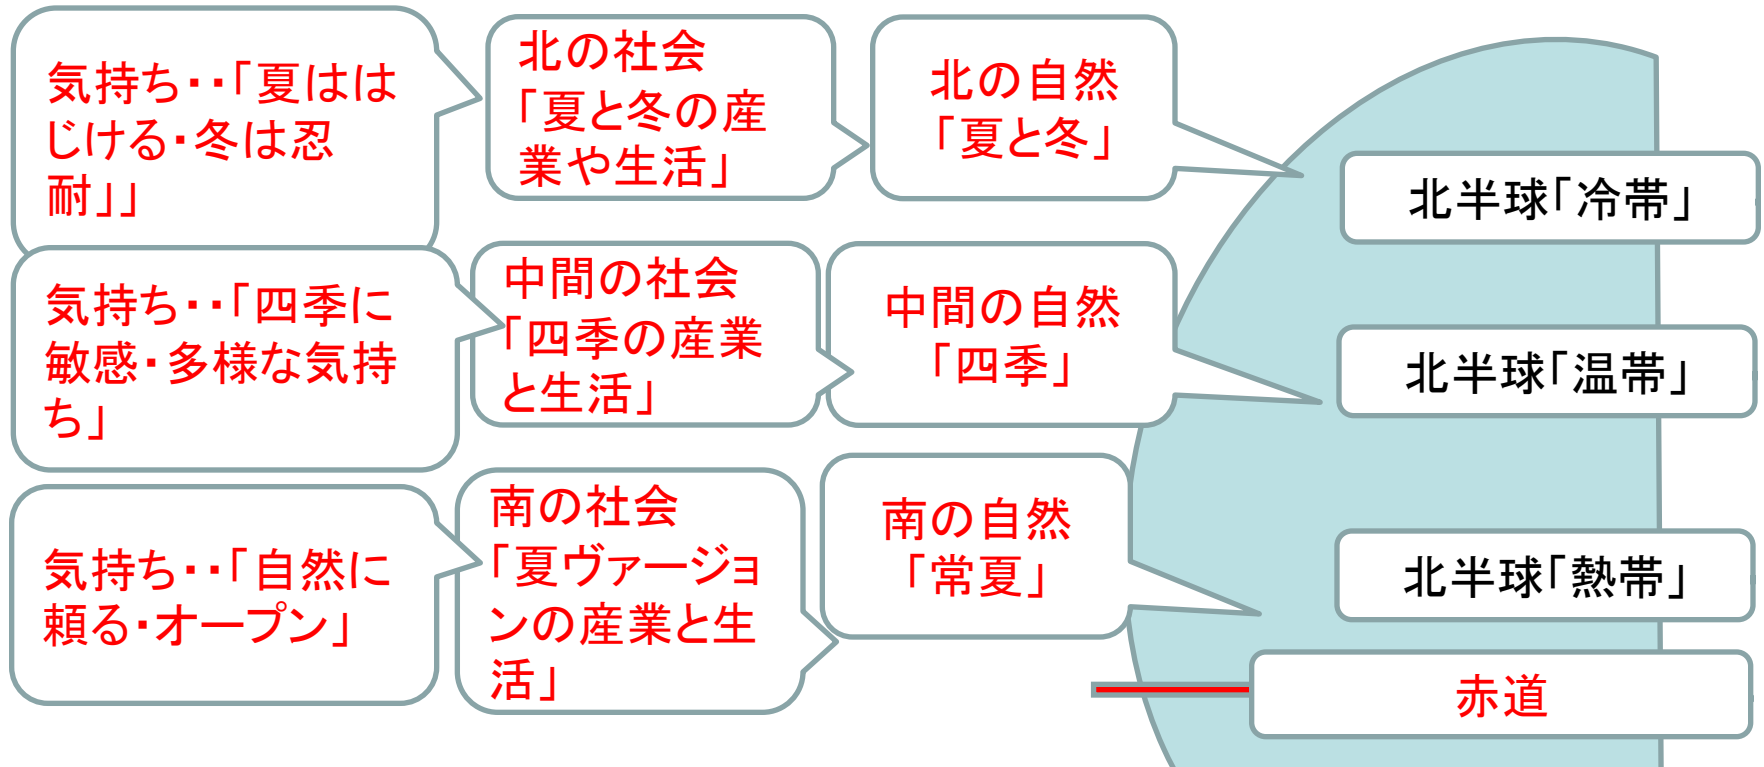 気持ち・・「夏はは
じける・冬は忍
耐」」
北の社会
「夏と冬の産
業や生活」
北の自然
「夏と冬」
北半球「冷帯」
気持ち・・「四季に
敏感・多様な気持
ち」
中間の社会
「四季の産業
と生活」
中間の自然
「四季」
北半球「温帯」
気持ち・・「自然に
頼る・オープン」
南の社会
「夏ヴァージョ
ンの産業と生
活」
南の自然
「常夏」
北半球「熱帯」
赤道